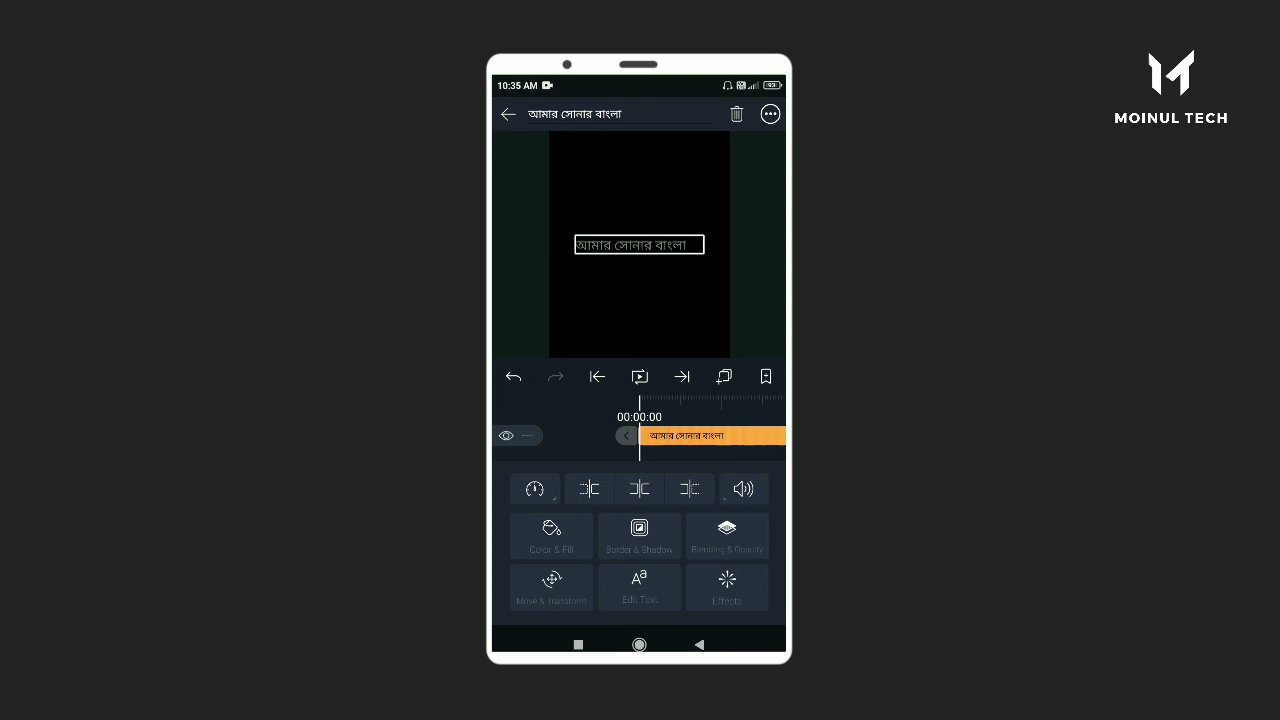 10:35 AM
MOINUL TECH
আমার সোনার বাংলা
আমার সোনার বাংলা
00:00:00
আমার সোনার বাংলা
Color & Fill
Border & Shadow
Blending & Opacity
Move & Transform
Edit Text
Effects